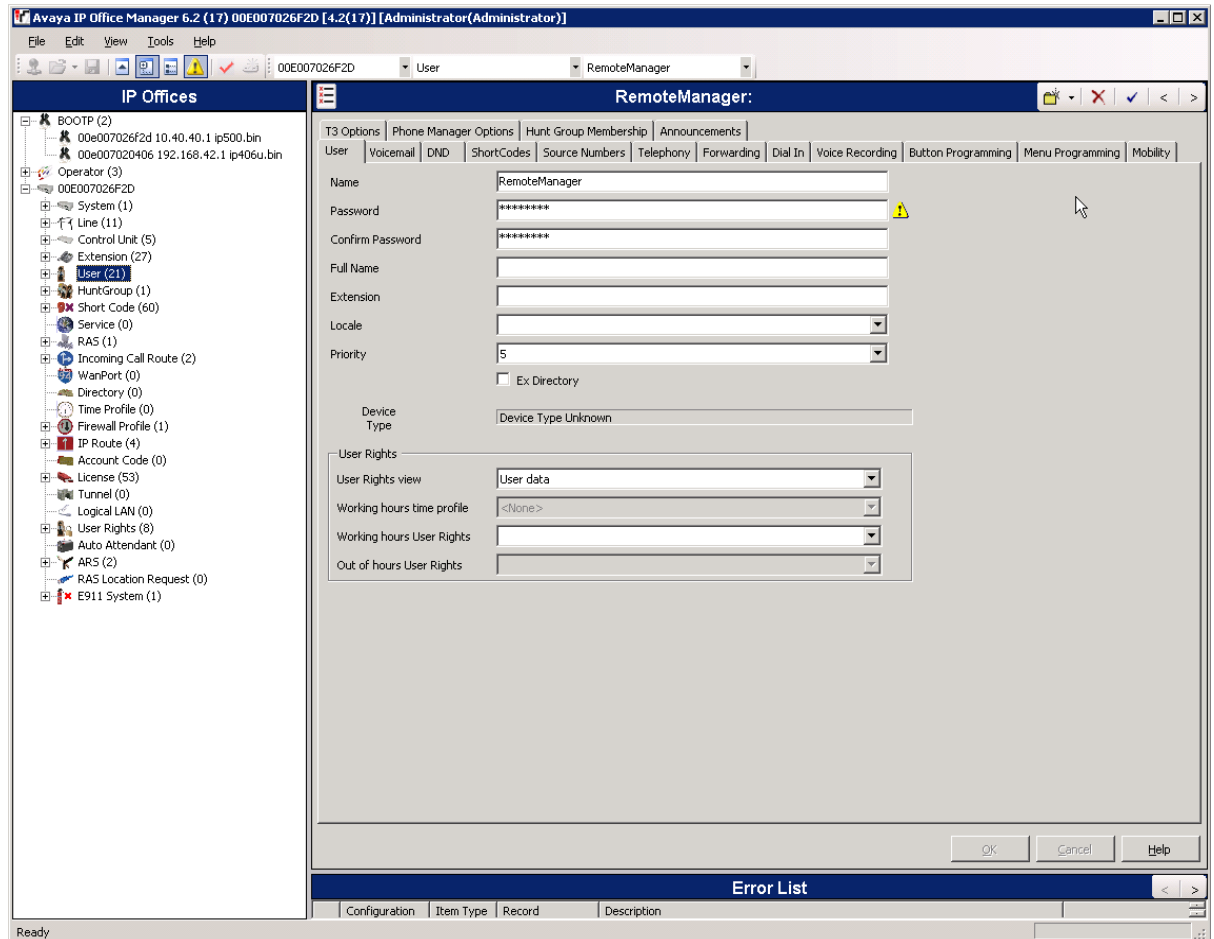 Avaya IP Office Manager 6.2 (17) 00E007026F2D [4.2(17)] [Administrator(Administrator)]
File Edit View Tools Help
00E007026F2D User RemoteManager
IP Offices
BOOTP (2)
00e007026f2d 10.40.40.1 ip500.bin
00e007020406 192.168.42.1 ip406u.bin
Operator (3)
00E007026F2D
System (1)
Line (11)
Control Unit (5)
Extension (27)
User (21)
HuntGroup (1)
Short Code (60)
Service (0)
RAS (1)
Incoming Call Route (2)
WanPort (0)
Directory (0)
Time Profile (0)
Firewall Profile (1)
IP Route (4)
Account Code (0)
License (53)
Tunnel (0)
Logical LAN (0)
User Rights (8)
Auto Attendant (0)
ARS (2)
RAS Location Request (0)
E911 System (1)
RemoteManager:
T3 Options Phone Manager Options Hunt Group Membership Announcements
User Voicemail DND ShortCodes Source Numbers Telephony Forwarding Dial In Voice Recording Button Programming Menu Programming Mobility
Name RemoteManager
Password ********
Confirm Password ********
Full Name
Extension
Locale
Priority 5
Ex Directory
Device
Type
Device Type Unknown
User Rights
User Rights view User data
Working hours time profile <None>
Working hours User Rights
Out of hours User Rights
OK Cancel Help
Error List
Configuration Item Type Record Description
Ready